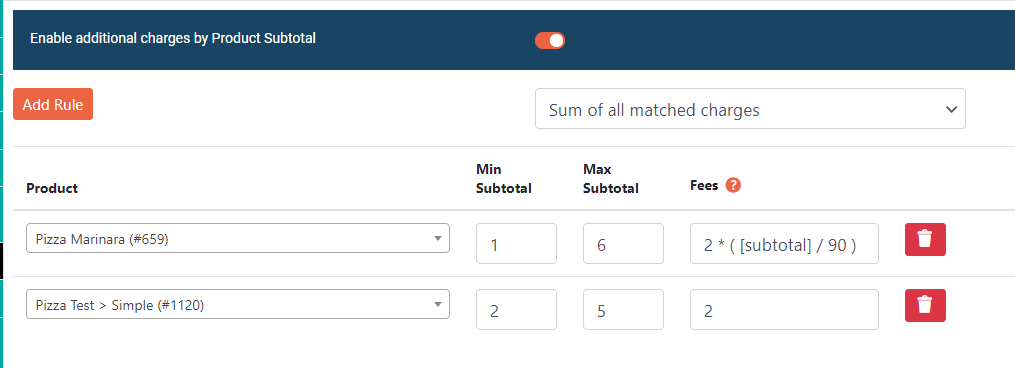 Enable additional charges by Product Subtotal
Add Rule
Sum of all matched charges
Product
Min
Subtotal
Max
Subtotal
Fees ?
Pizza Marinara (#659)
1
6
2 * ( [subtotal] / 90 )
Pizza Test > Simple (#1120)
2
5
2